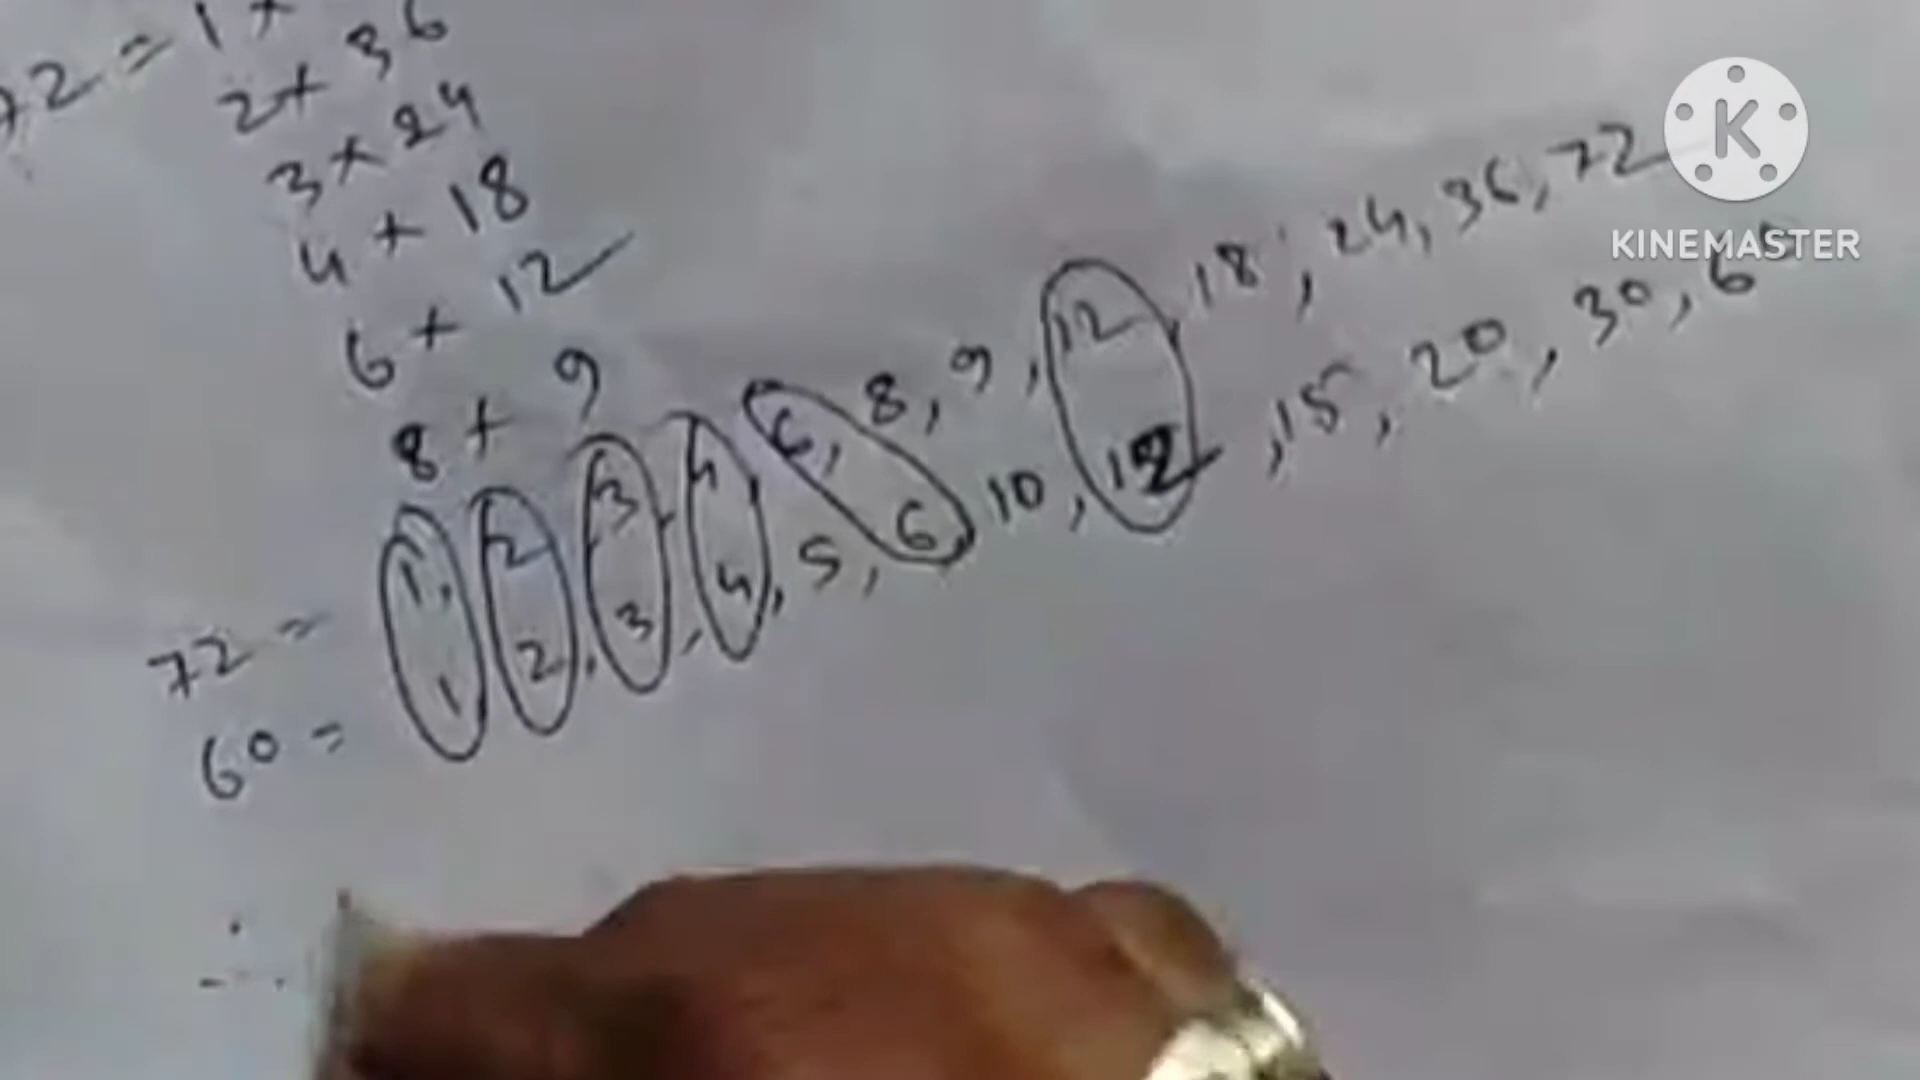 72 = 1 ×
2 × 36
3 × 24
4 × 18
6 × 12
8 × 9
72 = 1, 2, 3, 4, 6, 8, 9, 12, 18, 24, 36, 72
60 = 1, 2, 3, 4, 5, 6, 10, 12, 15, 20, 30, 60
∴
K
KINEMASTER